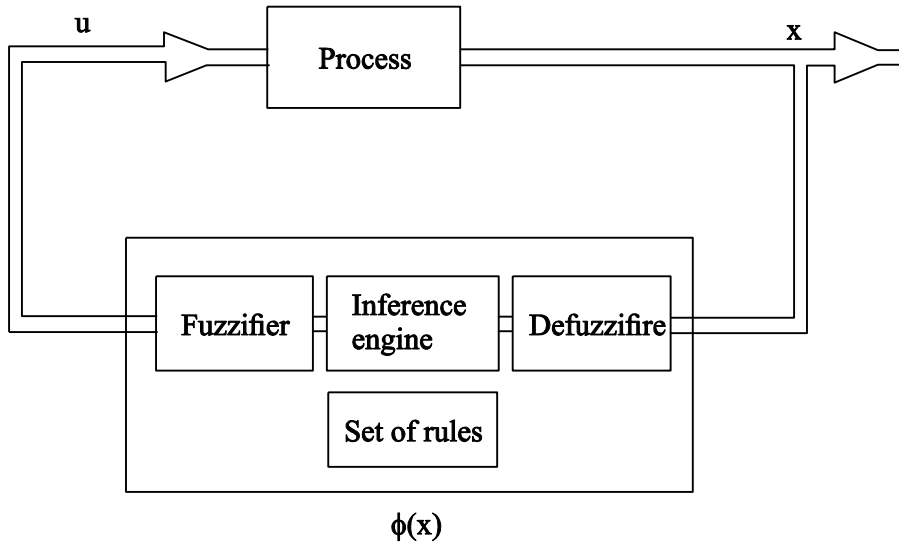 u
x
Process
Fuzzifier
Inference
engine
Defuzzifire
Set of rules
ϕ(x)